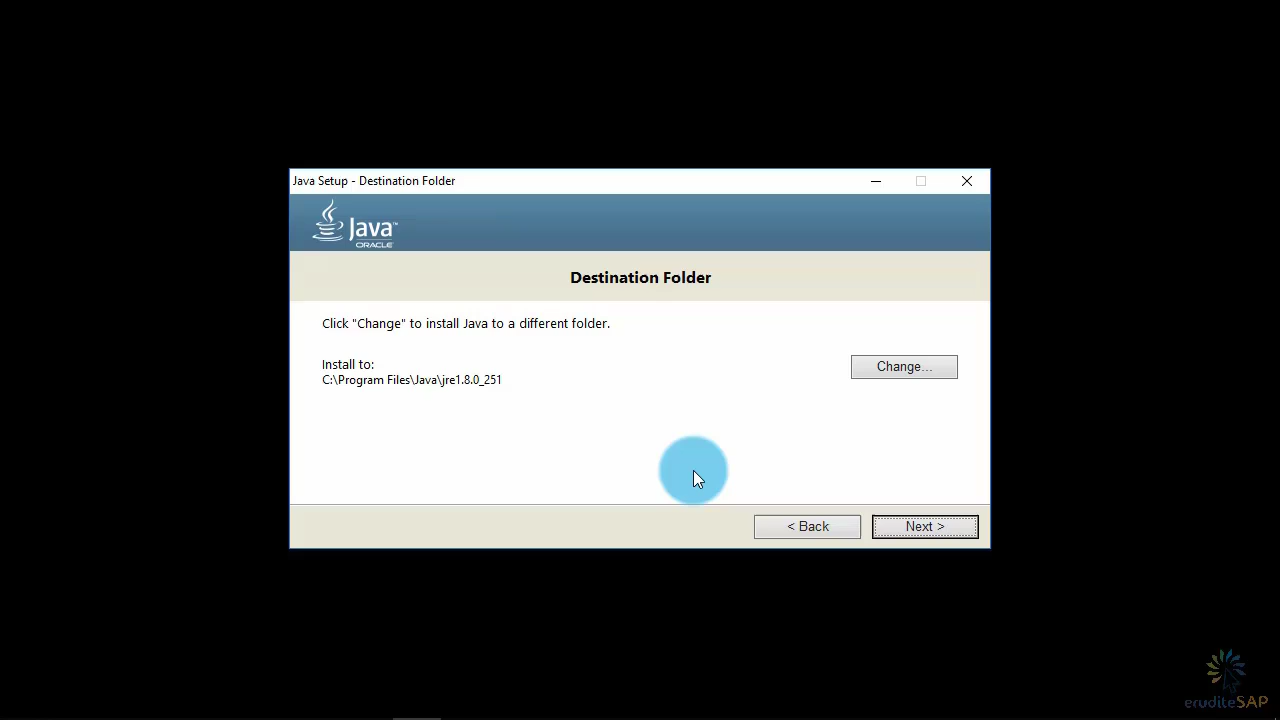 Java Setup - Destination Folder
Java™
ORACLE
Destination Folder
Click "Change" to install Java to a different folder.
Install to:
C:\Program Files\Java\jre1.8.0_251
Change...
< Back
Next >
eruditeSAP